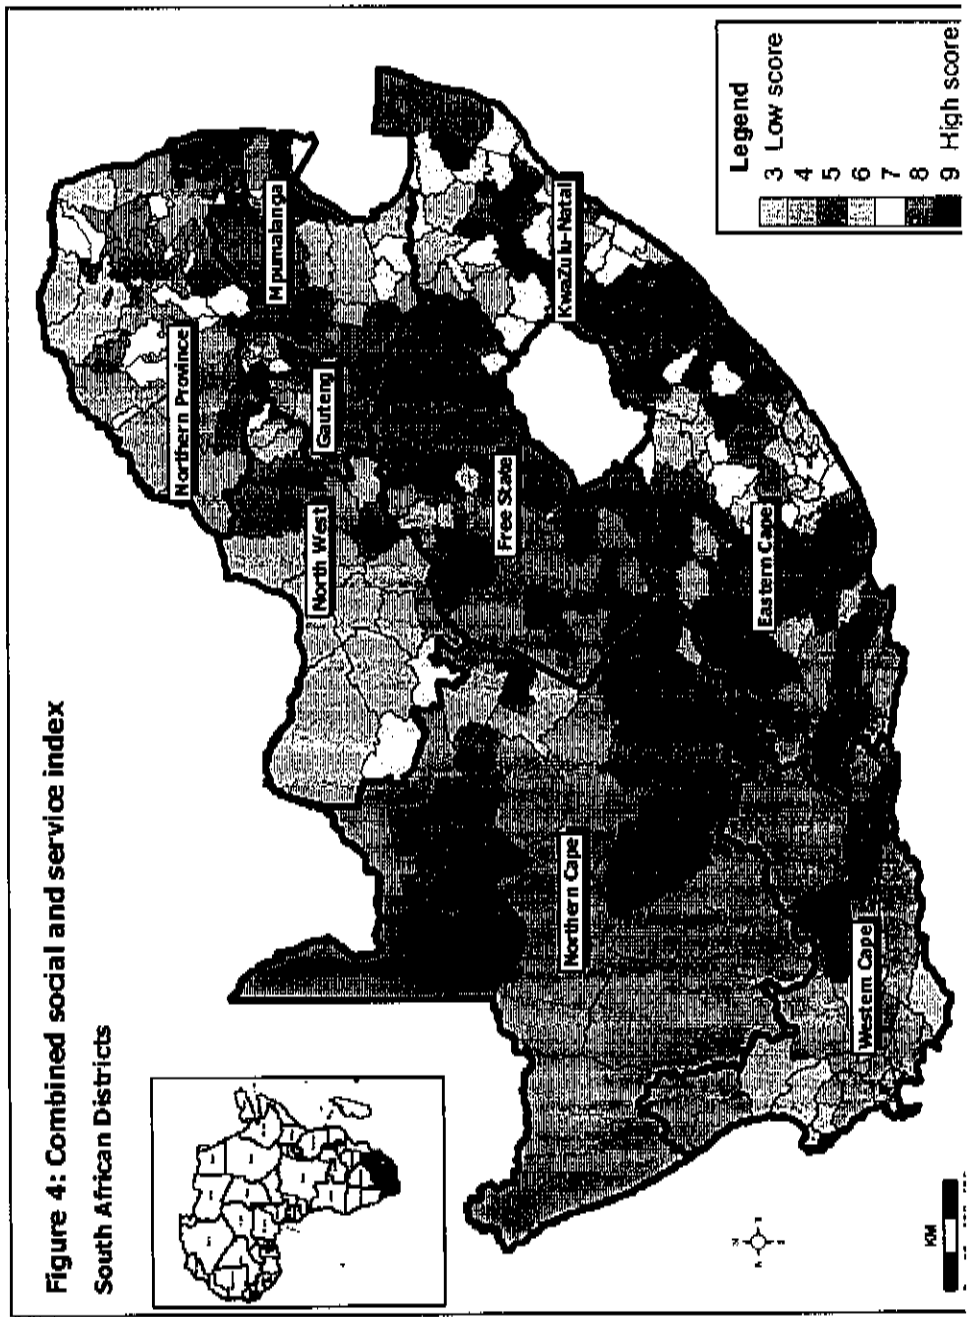 Figure 4: Combined social and service index
South African Districts
Northern Province
Mpumalanga
North West
Gauteng
Free State
KwaZulu-Natal
Northern Cape
Eastern Cape
Western Cape
Legend
3 Low score
4
5
6
7
8
9 High score
KM